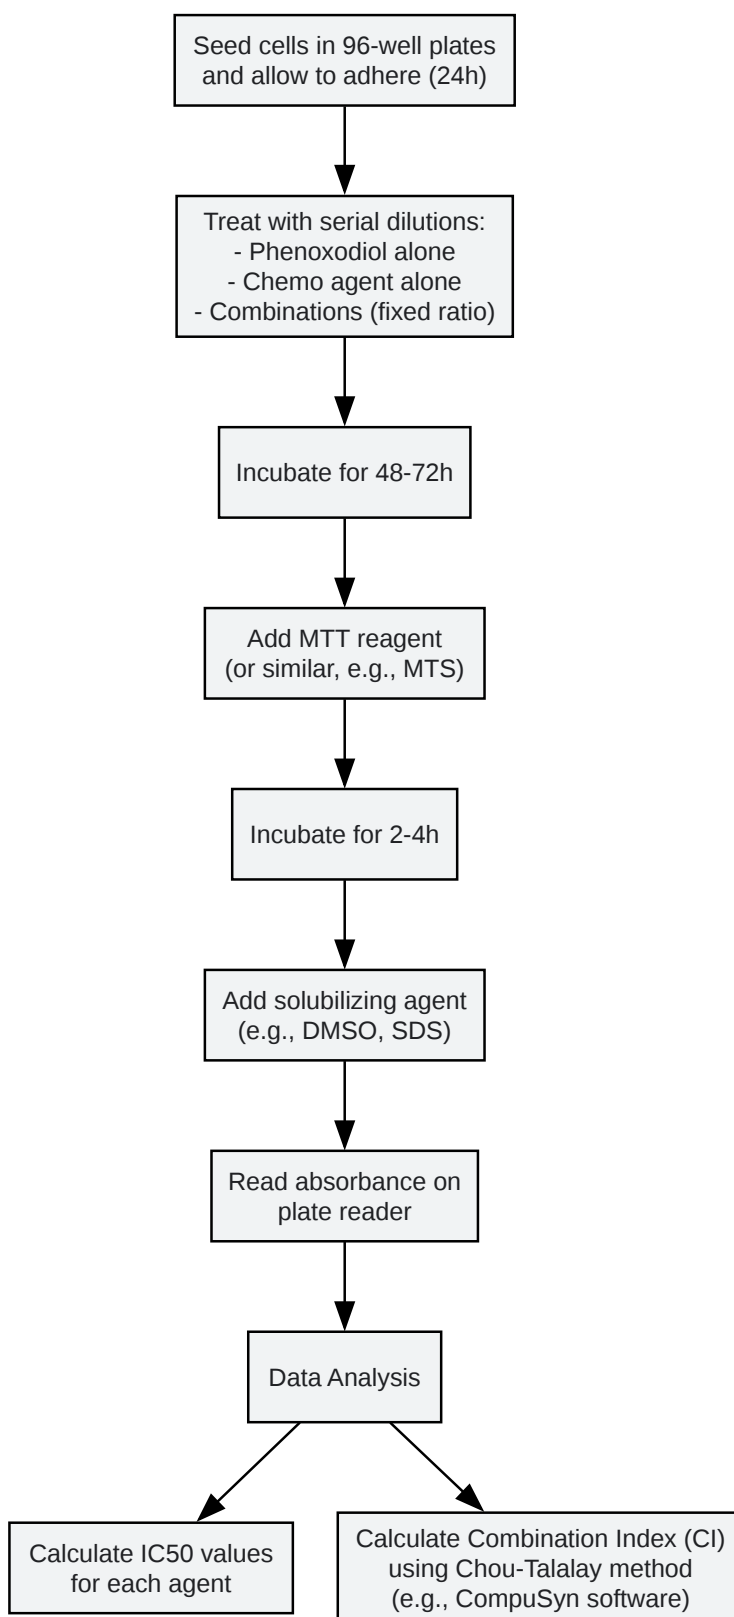 Seed cells in 96-well plates
and allow to adhere (24h)
Treat with serial dilutions:
- Phenoxodiol alone
- Chemo agent alone
- Combinations (fixed ratio)
Incubate for 48-72h
Add MTT reagent
(or similar, e.g., MTS)
Incubate for 2-4h
Add solubilizing agent
(e.g., DMSO, SDS)
Read absorbance on
plate reader
Data Analysis
Calculate IC50 values
for each agent
Calculate Combination Index (CI)
using Chou-Talalay method
(e.g., CompuSyn software)